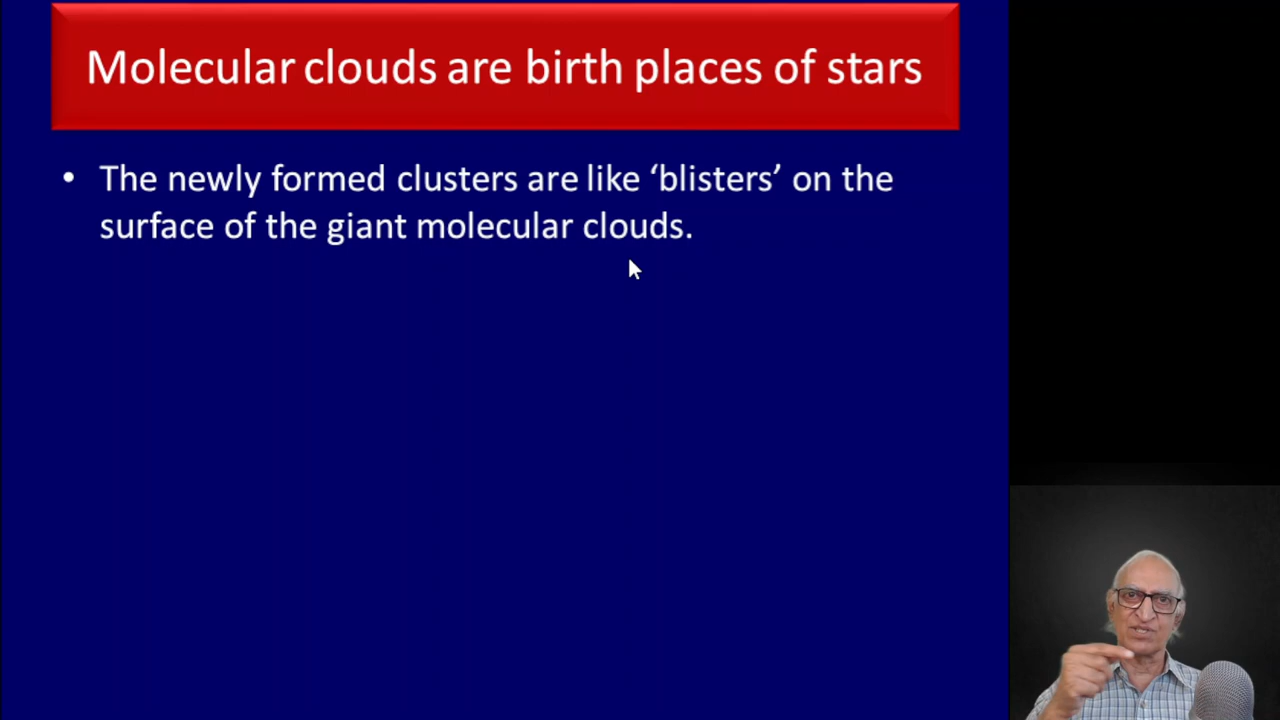 Molecular clouds are birth places of stars
• The newly formed clusters are like ‘blisters’ on the
surface of the giant molecular clouds.